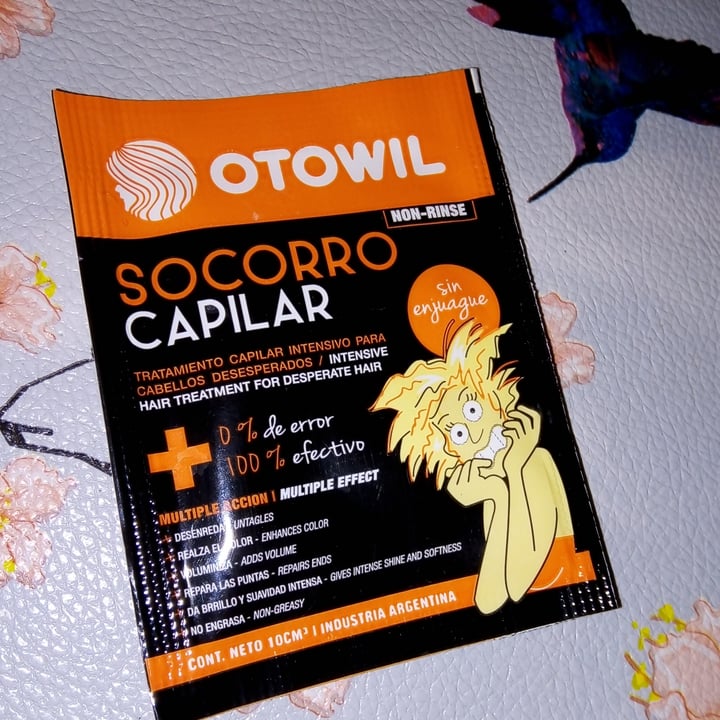 OTOWIL
NON-RINSE
SOCORRO
CAPILAR
sin
enjuague
TRATAMIENTO CAPILAR INTENSIVO PARA
CABELLOS DESESPERADOS / INTENSIVE
HAIR TREATMENT FOR DESPERATE HAIR
0 % de error
100 % efectivo
MULTIPLE ACCION | MULTIPLE EFFECT
DESENREDA - UNTAGLES
REALZA EL COLOR - ENHANCES COLOR
VOLUMINIZA - ADDS VOLUME
REPARA LAS PUNTAS - REPAIRS ENDS
DA BRRILLO Y SUAVIDAD INTENSA - GIVES INTENSE SHINE AND SOFTNESS
NO ENGRASA - NON-GREASY
CONT. NETO 10CM³ | INDUSTRIA ARGENTINA